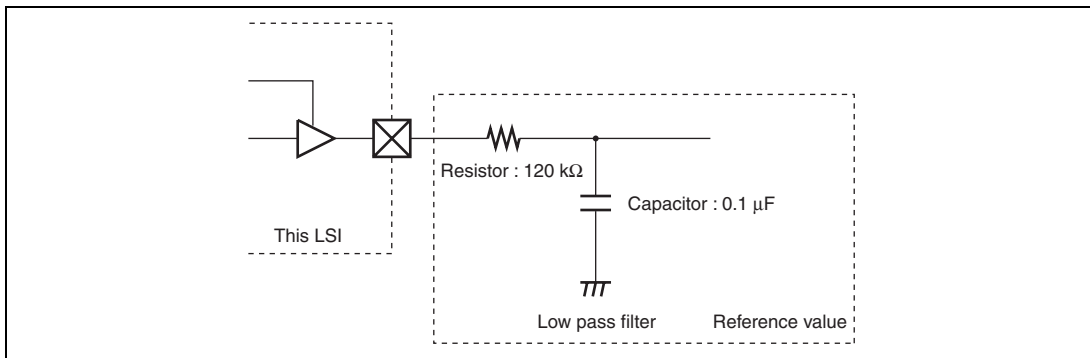 Resistor : 120 kΩ
Capacitor : 0.1 μF
This LSI
Low pass filter
Reference value